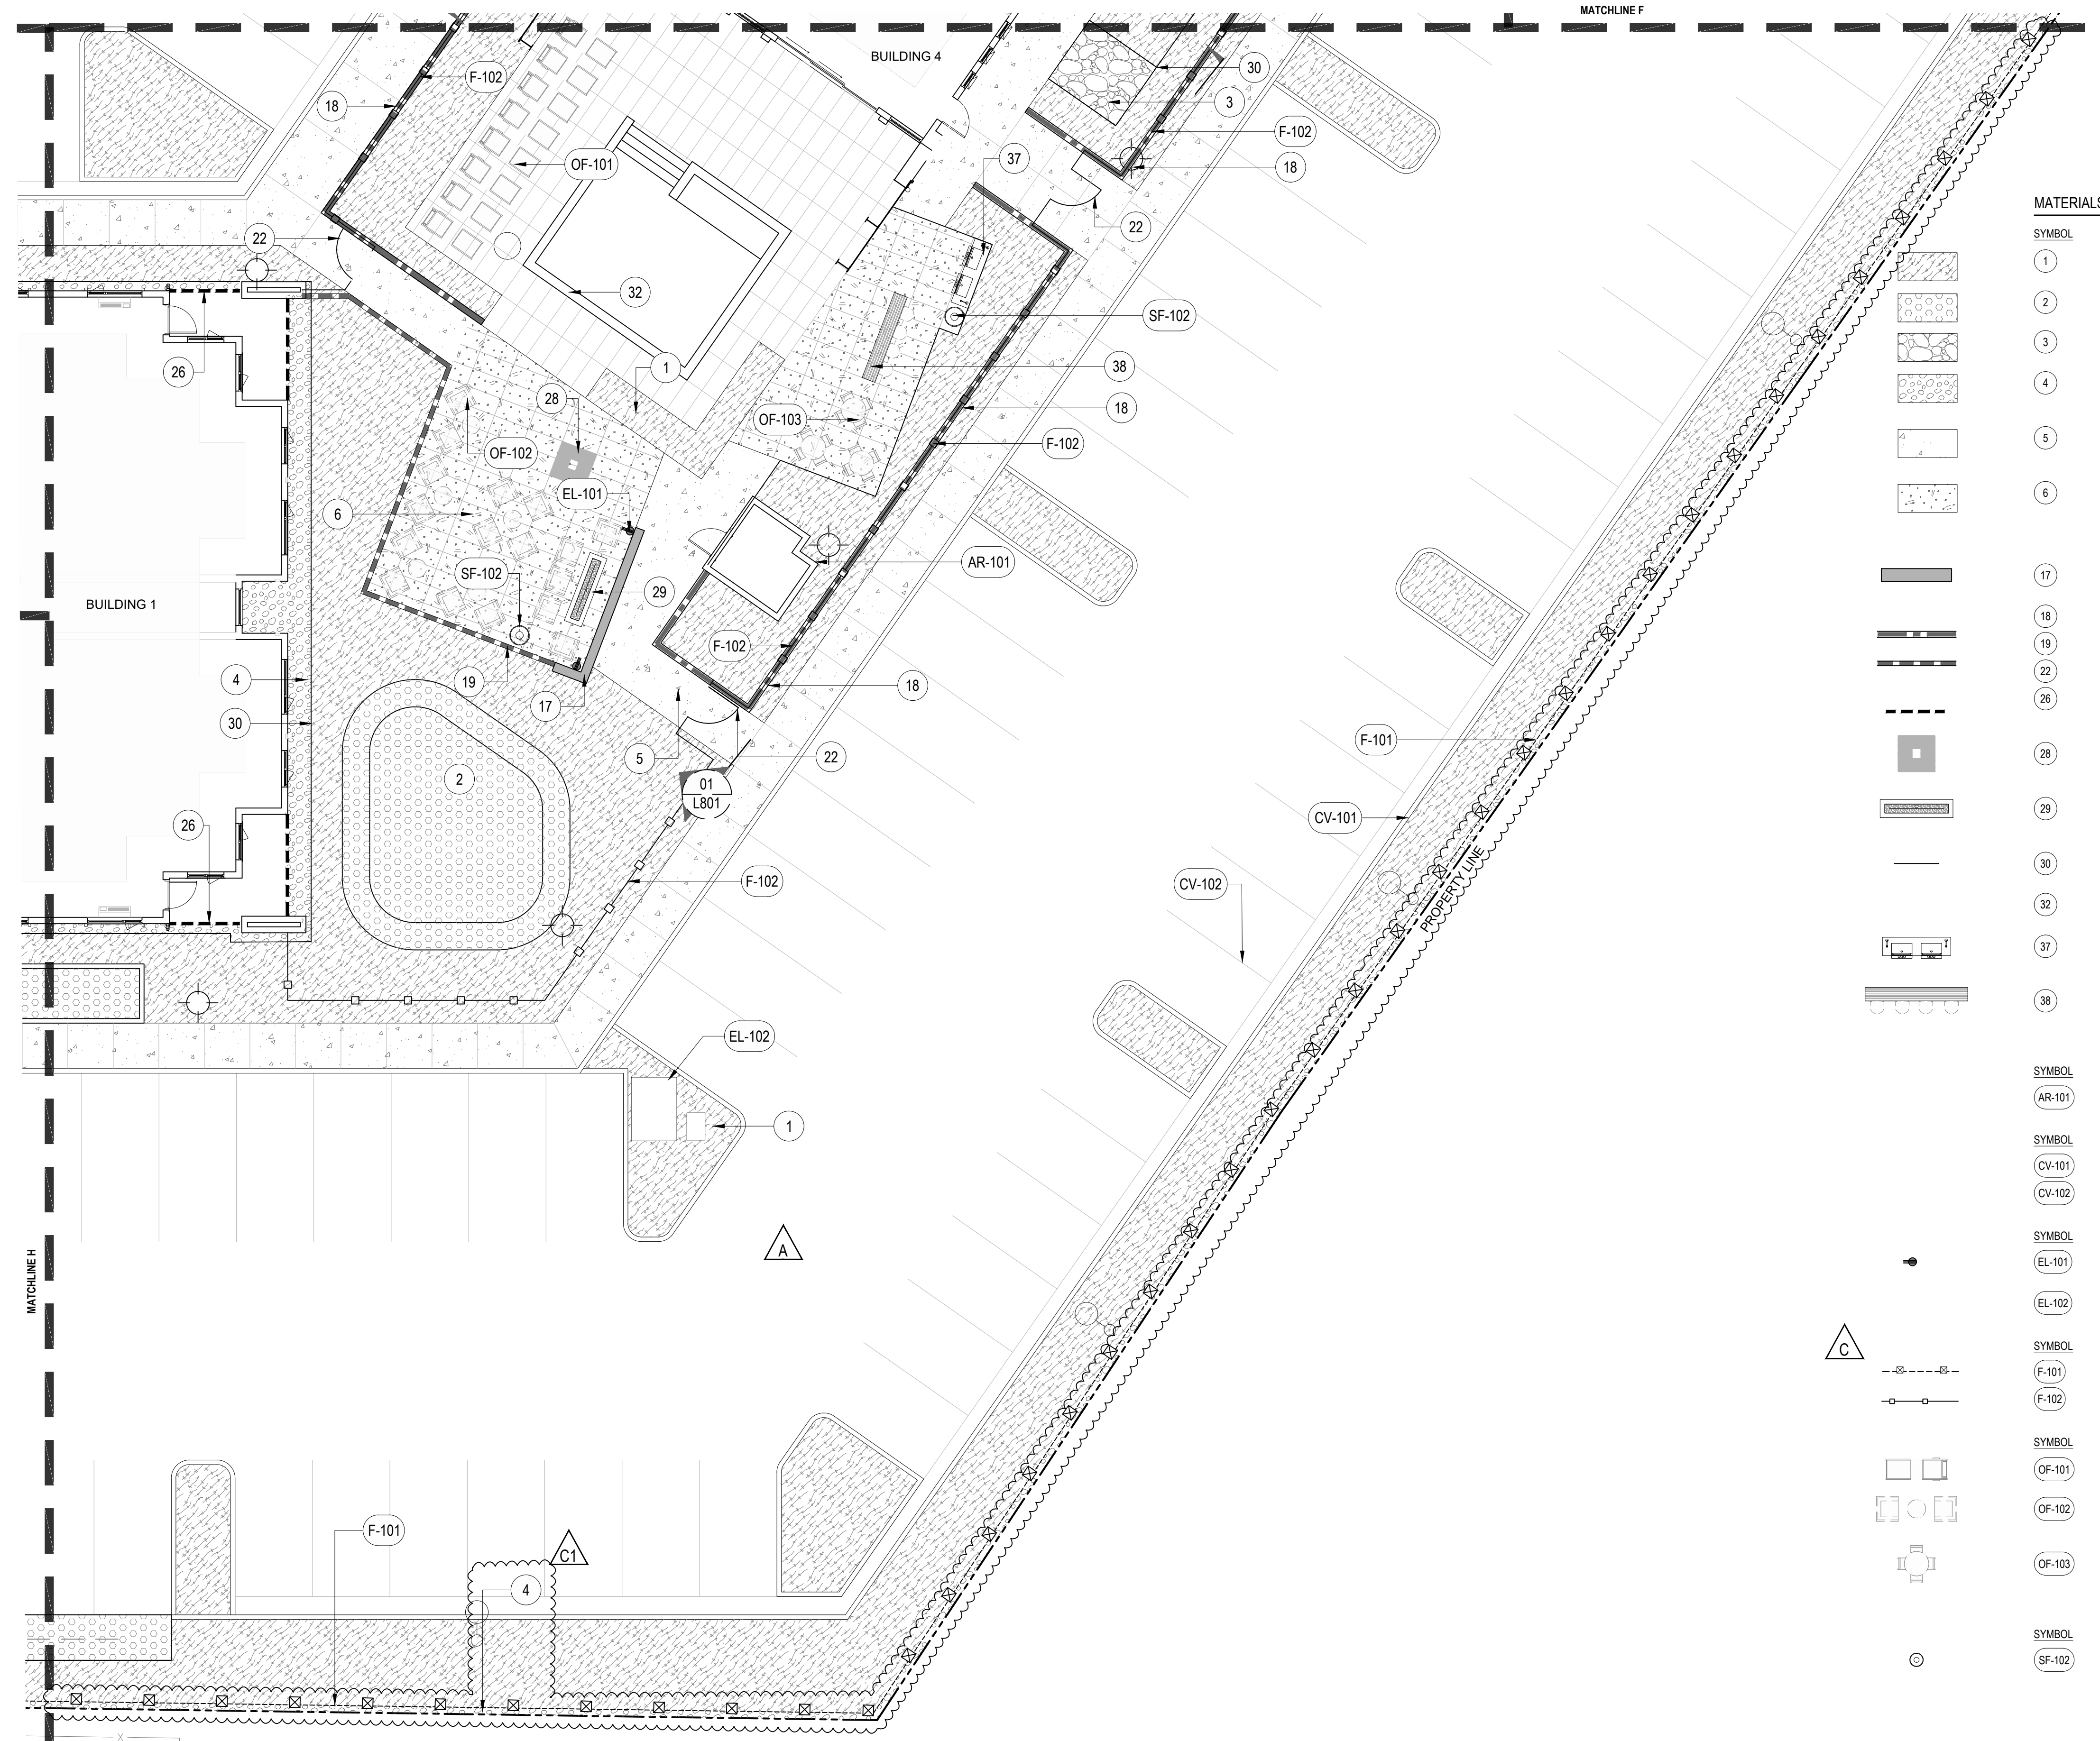 MATCHLINE F
BUILDING 4
F-102
18
30
3
F-102
OF-101
37
18
22
22
32
SF-102
26
1
38
28
OF-103
18
OF-102
F-102
EL-101
6
AR-101
SF-102
29
BUILDING 1
F-102
4
19
18
17
30
5
22
2
01
L801
26
F-102
F-101
CV-101
CV-102
PROPERTY LINE
EL-102
1
A
MATCHLINE H
F-101
C1
4
X
MATERIALS
SYMBOL
1
2
3
4
5
6
17
18
19
22
26
28
29
30
32
37
38
SYMBOL
AR-101
SYMBOL
CV-101
CV-102
SYMBOL
EL-101
EL-102
C
SYMBOL
F-101
F-102
SYMBOL
OF-101
OF-102
OF-103
SYMBOL
SF-102